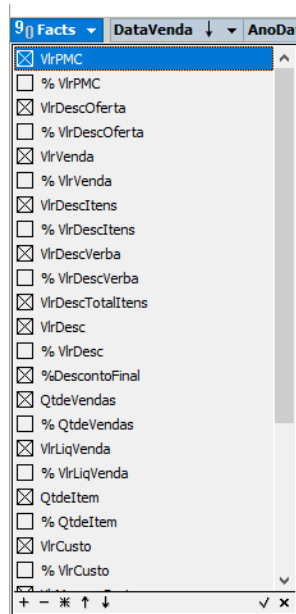 Facts DataVenda ↓ AnoDa
VlrPMC
% VlrPMC
VlrDescOferta
% VlrDescOferta
VlrVenda
% VlrVenda
VlrDescItens
% VlrDescItens
VlrDescVerba
% VlrDescVerba
VlrDescTotalItens
VlrDesc
% VlrDesc
%DescontoFinal
QtdeVendas
% QtdeVendas
VlrLiqVenda
% VlrLiqVenda
QtdeItem
% QtdeItem
VlrCusto
% VlrCusto